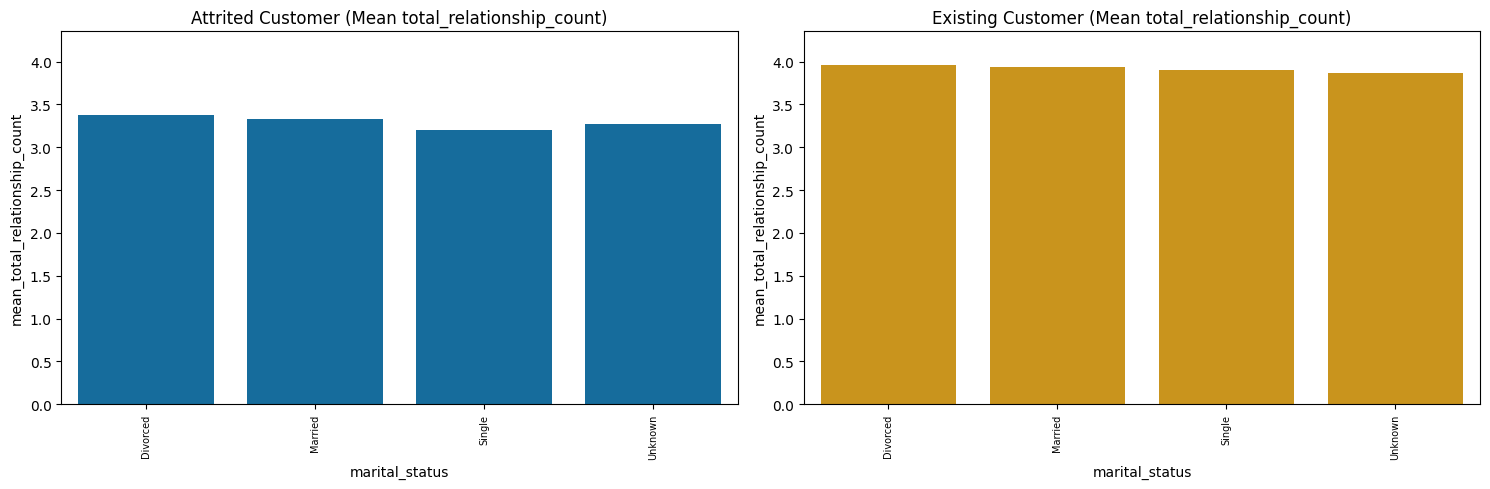 Attrited Customer (Mean total_relationship_count)
mean_total_relationship_count
4.0
3.5
3.0
2.5
2.0
1.5
1.0
0.5
0.0
Divorced
Married
Single
Unknown
marital_status
Existing Customer (Mean total_relationship_count)
mean_total_relationship_count
4.0
3.5
3.0
2.5
2.0
1.5
1.0
0.5
0.0
Divorced
Married
Single
Unknown
marital_status